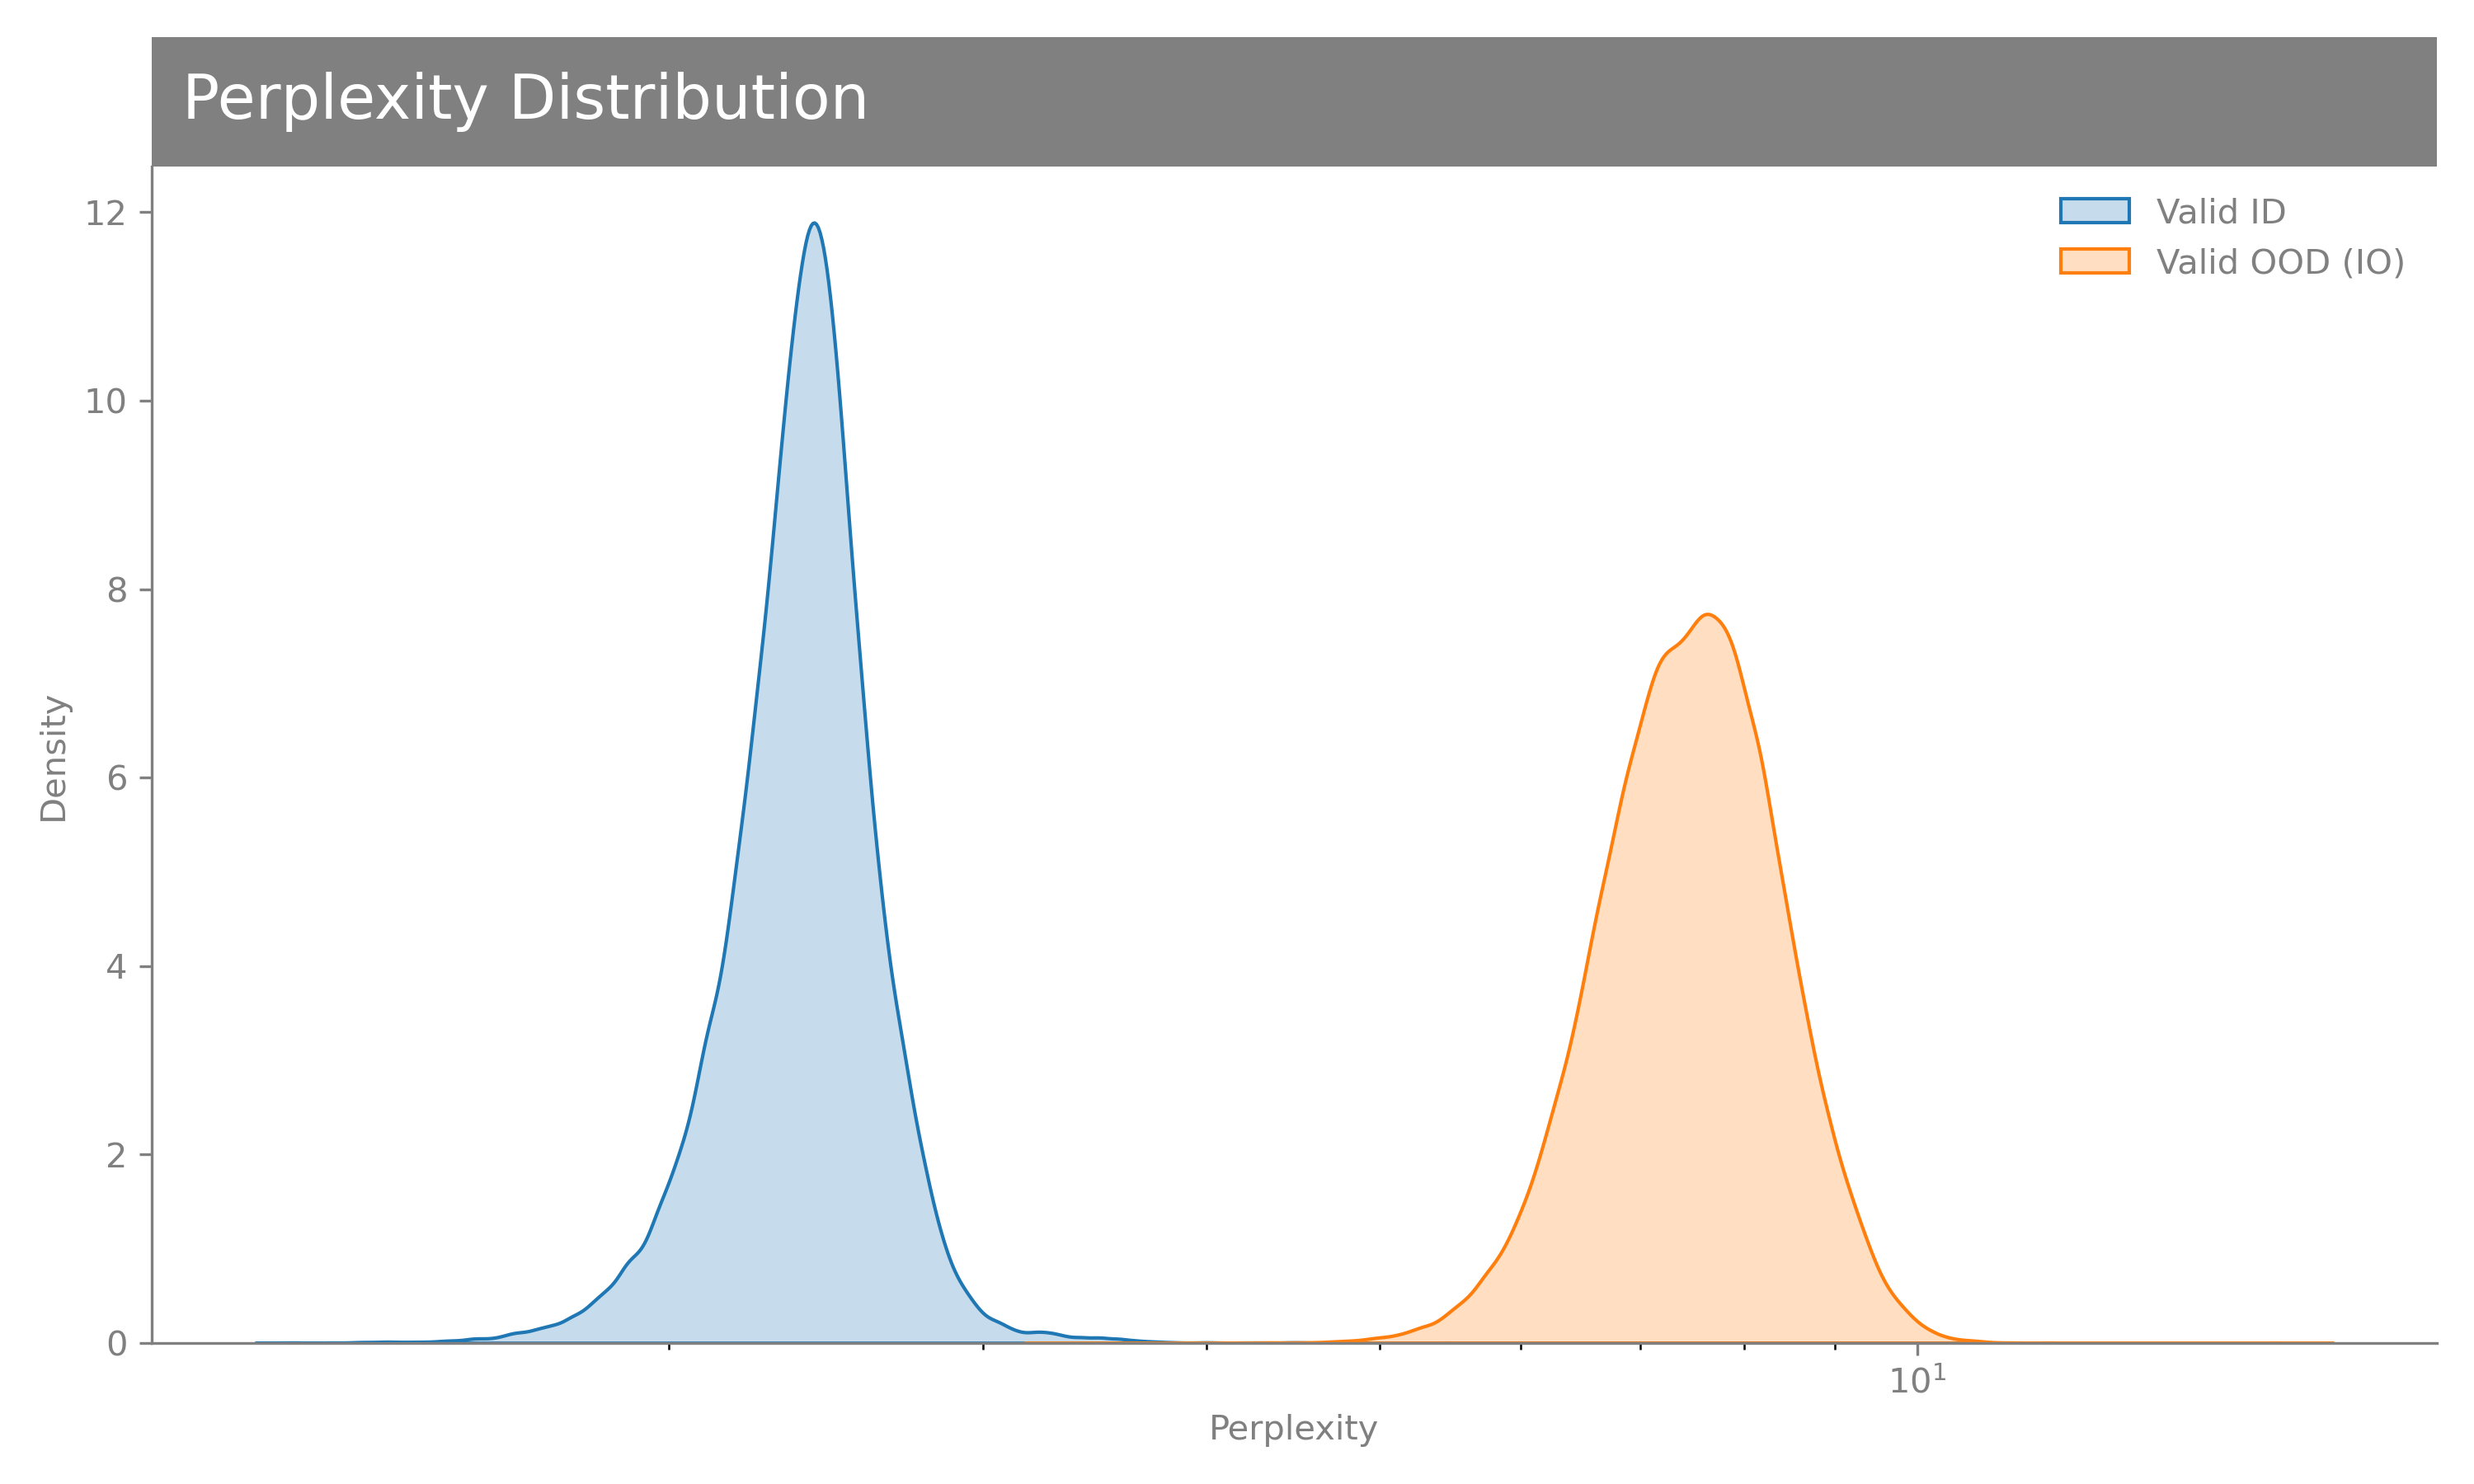 Perplexity Distribution
Valid ID
Valid OOD (IO)
12
10
8
6
4
2
0
Density
10¹
Perplexity